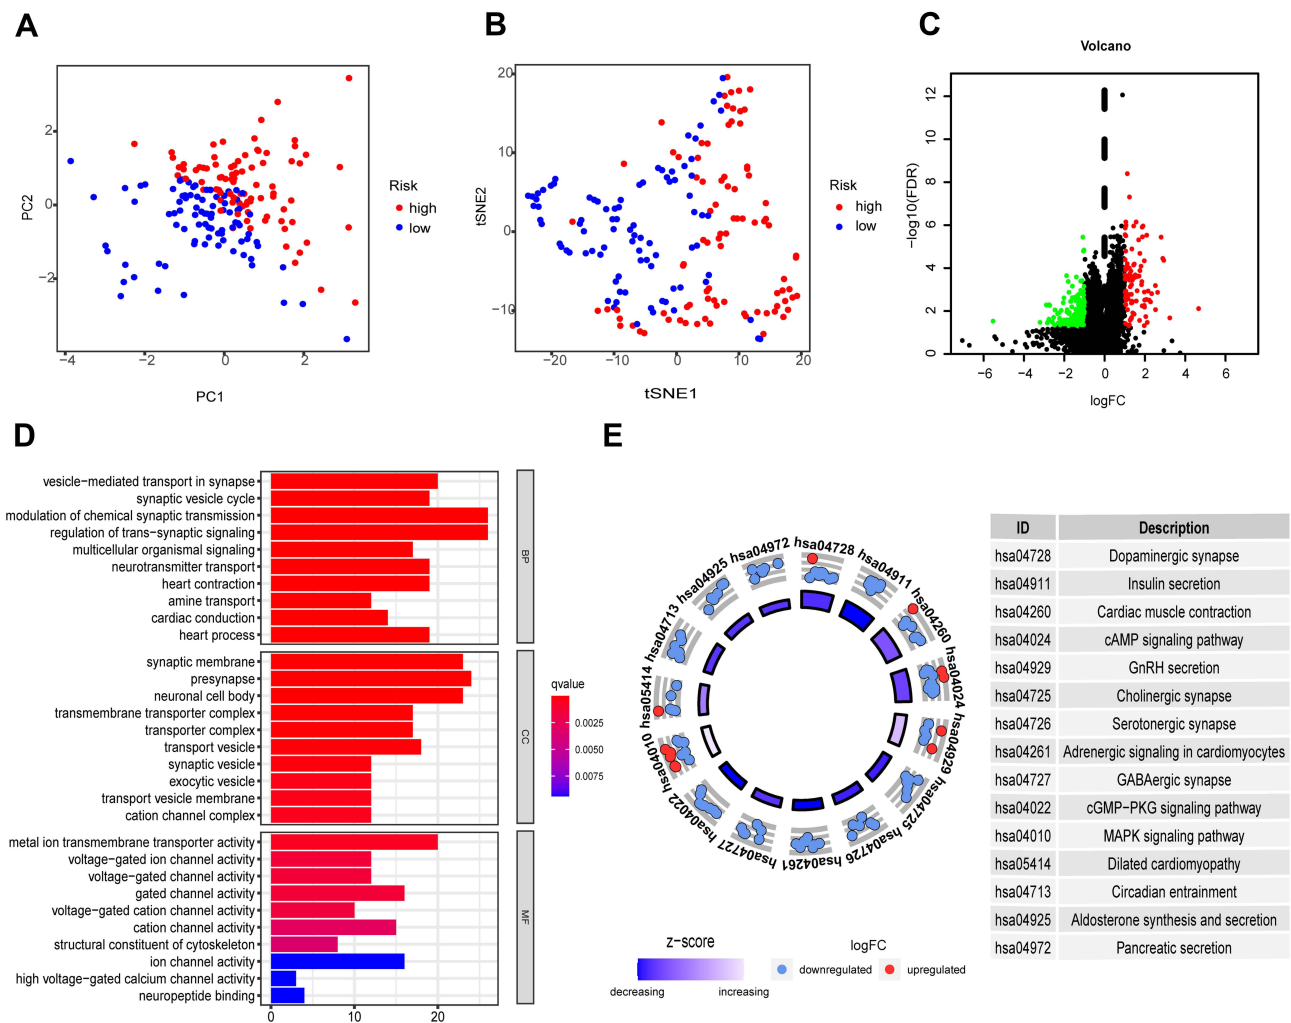 A
B
C
Volcano
PC2
2
0
−2
−4
−2
0
2
PC1
Risk
high
low
tSNE2
20
10
0
−10
−20
−10
0
10
20
tSNE1
Risk
high
low
−log10(FDR)
12
10
8
6
4
2
0
−6
−4
−2
0
2
4
6
logFC
D
vesicle−mediated transport in synapse
synaptic vesicle cycle
modulation of chemical synaptic transmission
regulation of trans−synaptic signaling
multicellular organismal signaling
neurotransmitter transport
heart contraction
amine transport
cardiac conduction
heart process
BP
synaptic membrane
presynapse
neuronal cell body
transmembrane transporter complex
transporter complex
transport vesicle
synaptic vesicle
exocytic vesicle
transport vesicle membrane
cation channel complex
CC
metal ion transmembrane transporter activity
voltage−gated ion channel activity
voltage−gated channel activity
gated channel activity
voltage−gated cation channel activity
cation channel activity
structural constituent of cytoskeleton
ion channel activity
high voltage−gated calcium channel activity
neuropeptide binding
MF
0
10
20
qvalue
0.0025
0.0050
0.0075
E
hsa04728
hsa04911
hsa04260
hsa04024
hsa04929
hsa04725
hsa04726
hsa04261
hsa04727
hsa04022
hsa04010
hsa05414
hsa04713
hsa04925
hsa04972
z−score
decreasing
increasing
logFC
downregulated
upregulated
ID Description
hsa04728 Dopaminergic synapse
hsa04911 Insulin secretion
hsa04260 Cardiac muscle contraction
hsa04024 cAMP signaling pathway
hsa04929 GnRH secretion
hsa04725 Cholinergic synapse
hsa04726 Serotonergic synapse
hsa04261 Adrenergic signaling in cardiomyocytes
hsa04727 GABAergic synapse
hsa04022 cGMP−PKG signaling pathway
hsa04010 MAPK signaling pathway
hsa05414 Dilated cardiomyopathy
hsa04713 Circadian entrainment
hsa04925 Aldosterone synthesis and secretion
hsa04972 Pancreatic secretion